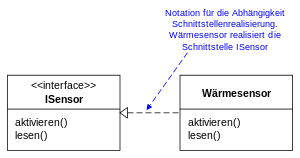 Notation für die Abhängigkeit
Schnittstellenrealisierung.
Wärmesensor realisiert die
Schnittstelle ISensor
<<interface>>
ISensor
aktivieren()
lesen()
Wärmesensor
aktivieren()
lesen()